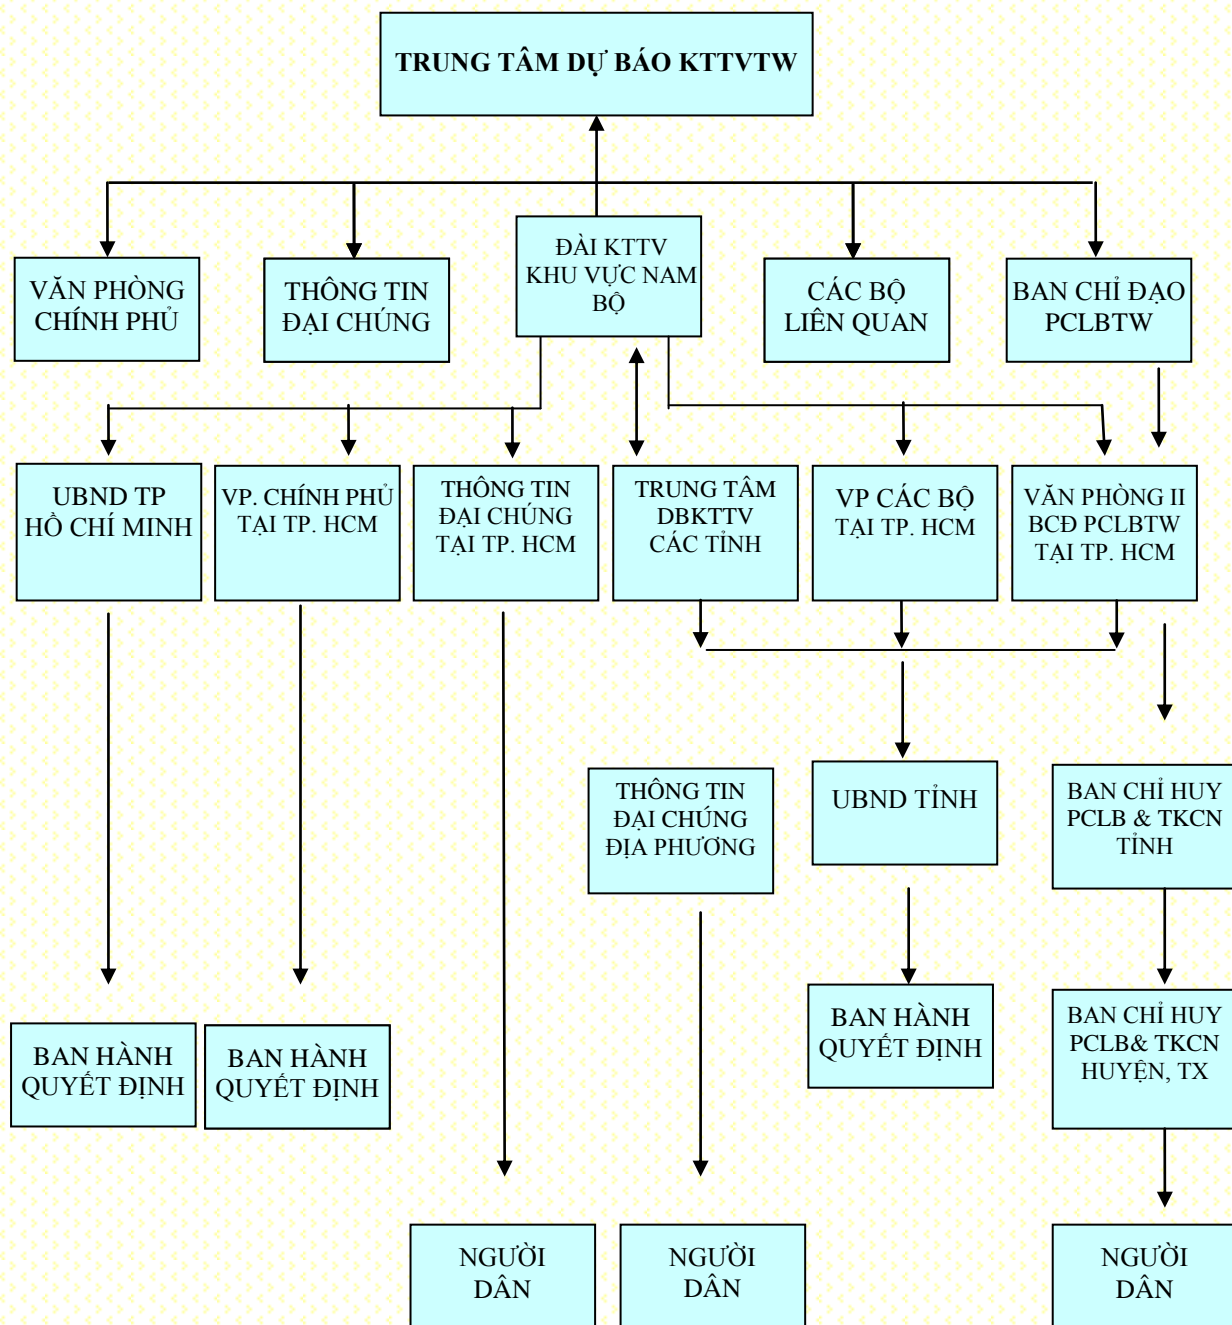 TRUNG TÂM DỰ BÁO KTTVTW
VĂN PHÒNG
CHÍNH PHỦ
THÔNG TIN
ĐẠI CHÚNG
ĐÀI KTTV
KHU VỰC NAM
BỘ
CÁC BỘ
LIÊN QUAN
BAN CHỈ ĐẠO
PCLBTW
UBND TP
HỒ CHÍ MINH
VP. CHÍNH PHỦ
TẠI TP. HCM
THÔNG TIN
ĐẠI CHÚNG
TẠI TP. HCM
TRUNG TÂM
DBKTTV
CÁC TỈNH
VP CÁC BỘ
TẠI TP. HCM
VĂN PHÒNG II
BCĐ PCLBTW
TẠI TP. HCM
THÔNG TIN
ĐẠI CHÚNG
ĐỊA PHƯƠNG
UBND TỈNH
BAN CHỈ HUY
PCLB & TKCN
TỈNH
BAN HÀNH
QUYẾT ĐỊNH
BAN HÀNH
QUYẾT ĐỊNH
BAN HÀNH
QUYẾT ĐỊNH
BAN CHỈ HUY
PCLB& TKCN
HUYỆN, TX
NGƯỜI
DÂN
NGƯỜI
DÂN
NGƯỜI
DÂN